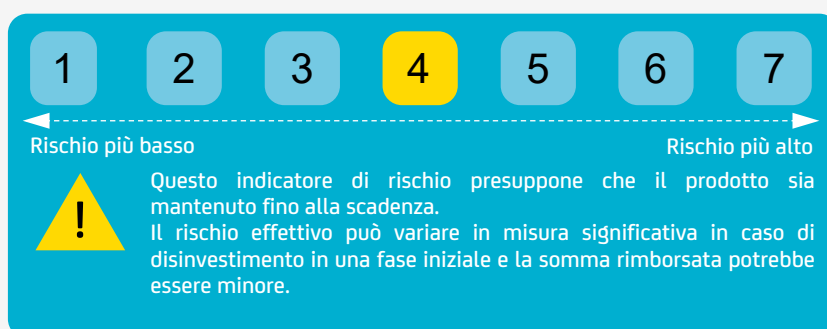 1 2 3 4 5 6 7
Rischio più basso Rischio più alto
!
Questo indicatore di rischio presuppone che il prodotto sia
mantenuto fino alla scadenza.
Il rischio effettivo può variare in misura significativa in caso di
disinvestimento in una fase iniziale e la somma rimborsata potrebbe
essere minore.